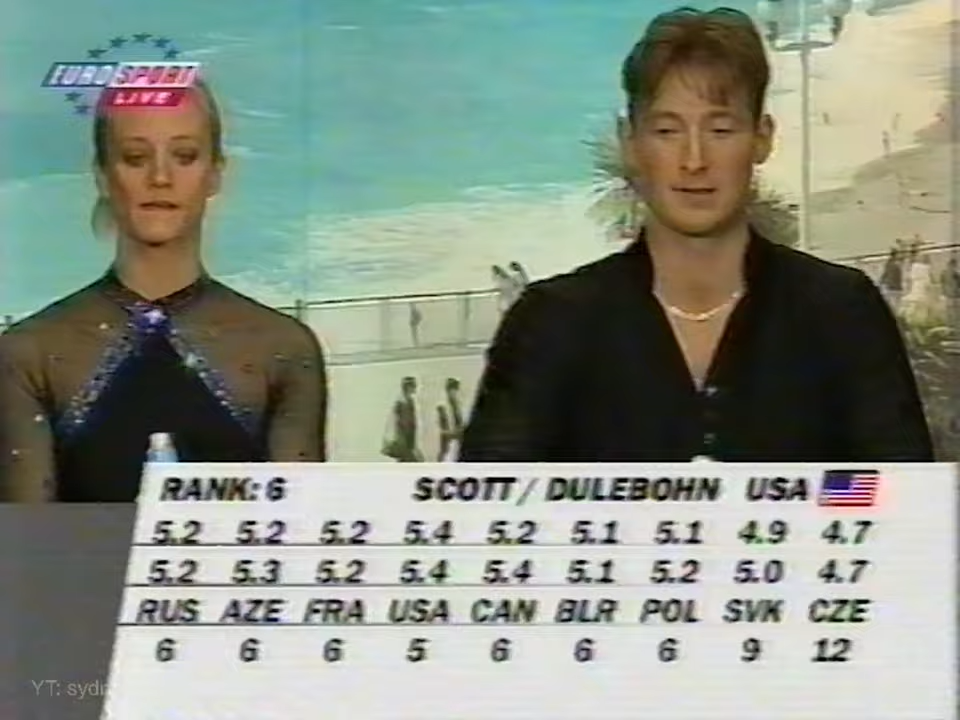 EUROSPORT
LIVE
RANK: 6 SCOTT / DULEBOHN USA
5.2 5.2 5.2 5.4 5.2 5.1 5.1 4.9 4.7
5.2 5.3 5.2 5.4 5.4 5.1 5.2 5.0 4.7
RUS AZE FRA USA CAN BLR POL SVK CZE
6 6 6 5 6 6 6 9 12
YT: sydr